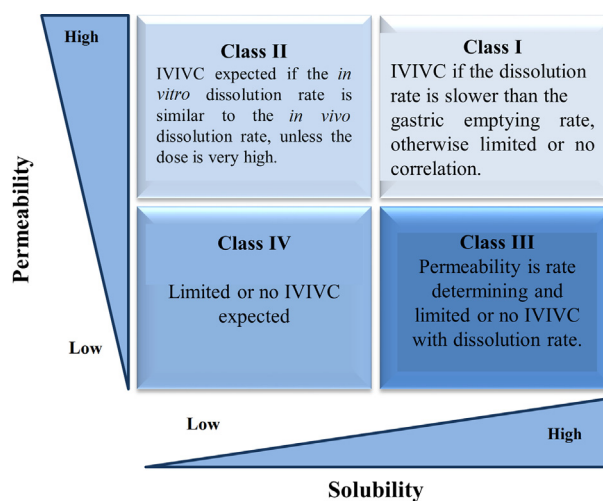 High
Permeability
Low
Class II
IVIVC expected if the in
vitro dissolution rate is
similar to the in vivo
dissolution rate, unless the
dose is very high.
Class I
IVIVC if the dissolution
rate is slower than the
gastric emptying rate,
otherwise limited or no
correlation.
Class IV
Limited or no IVIVC
expected
Class III
Permeability is rate
determining and
limited or no IVIVC
with dissolution rate.
Low
High
Solubility